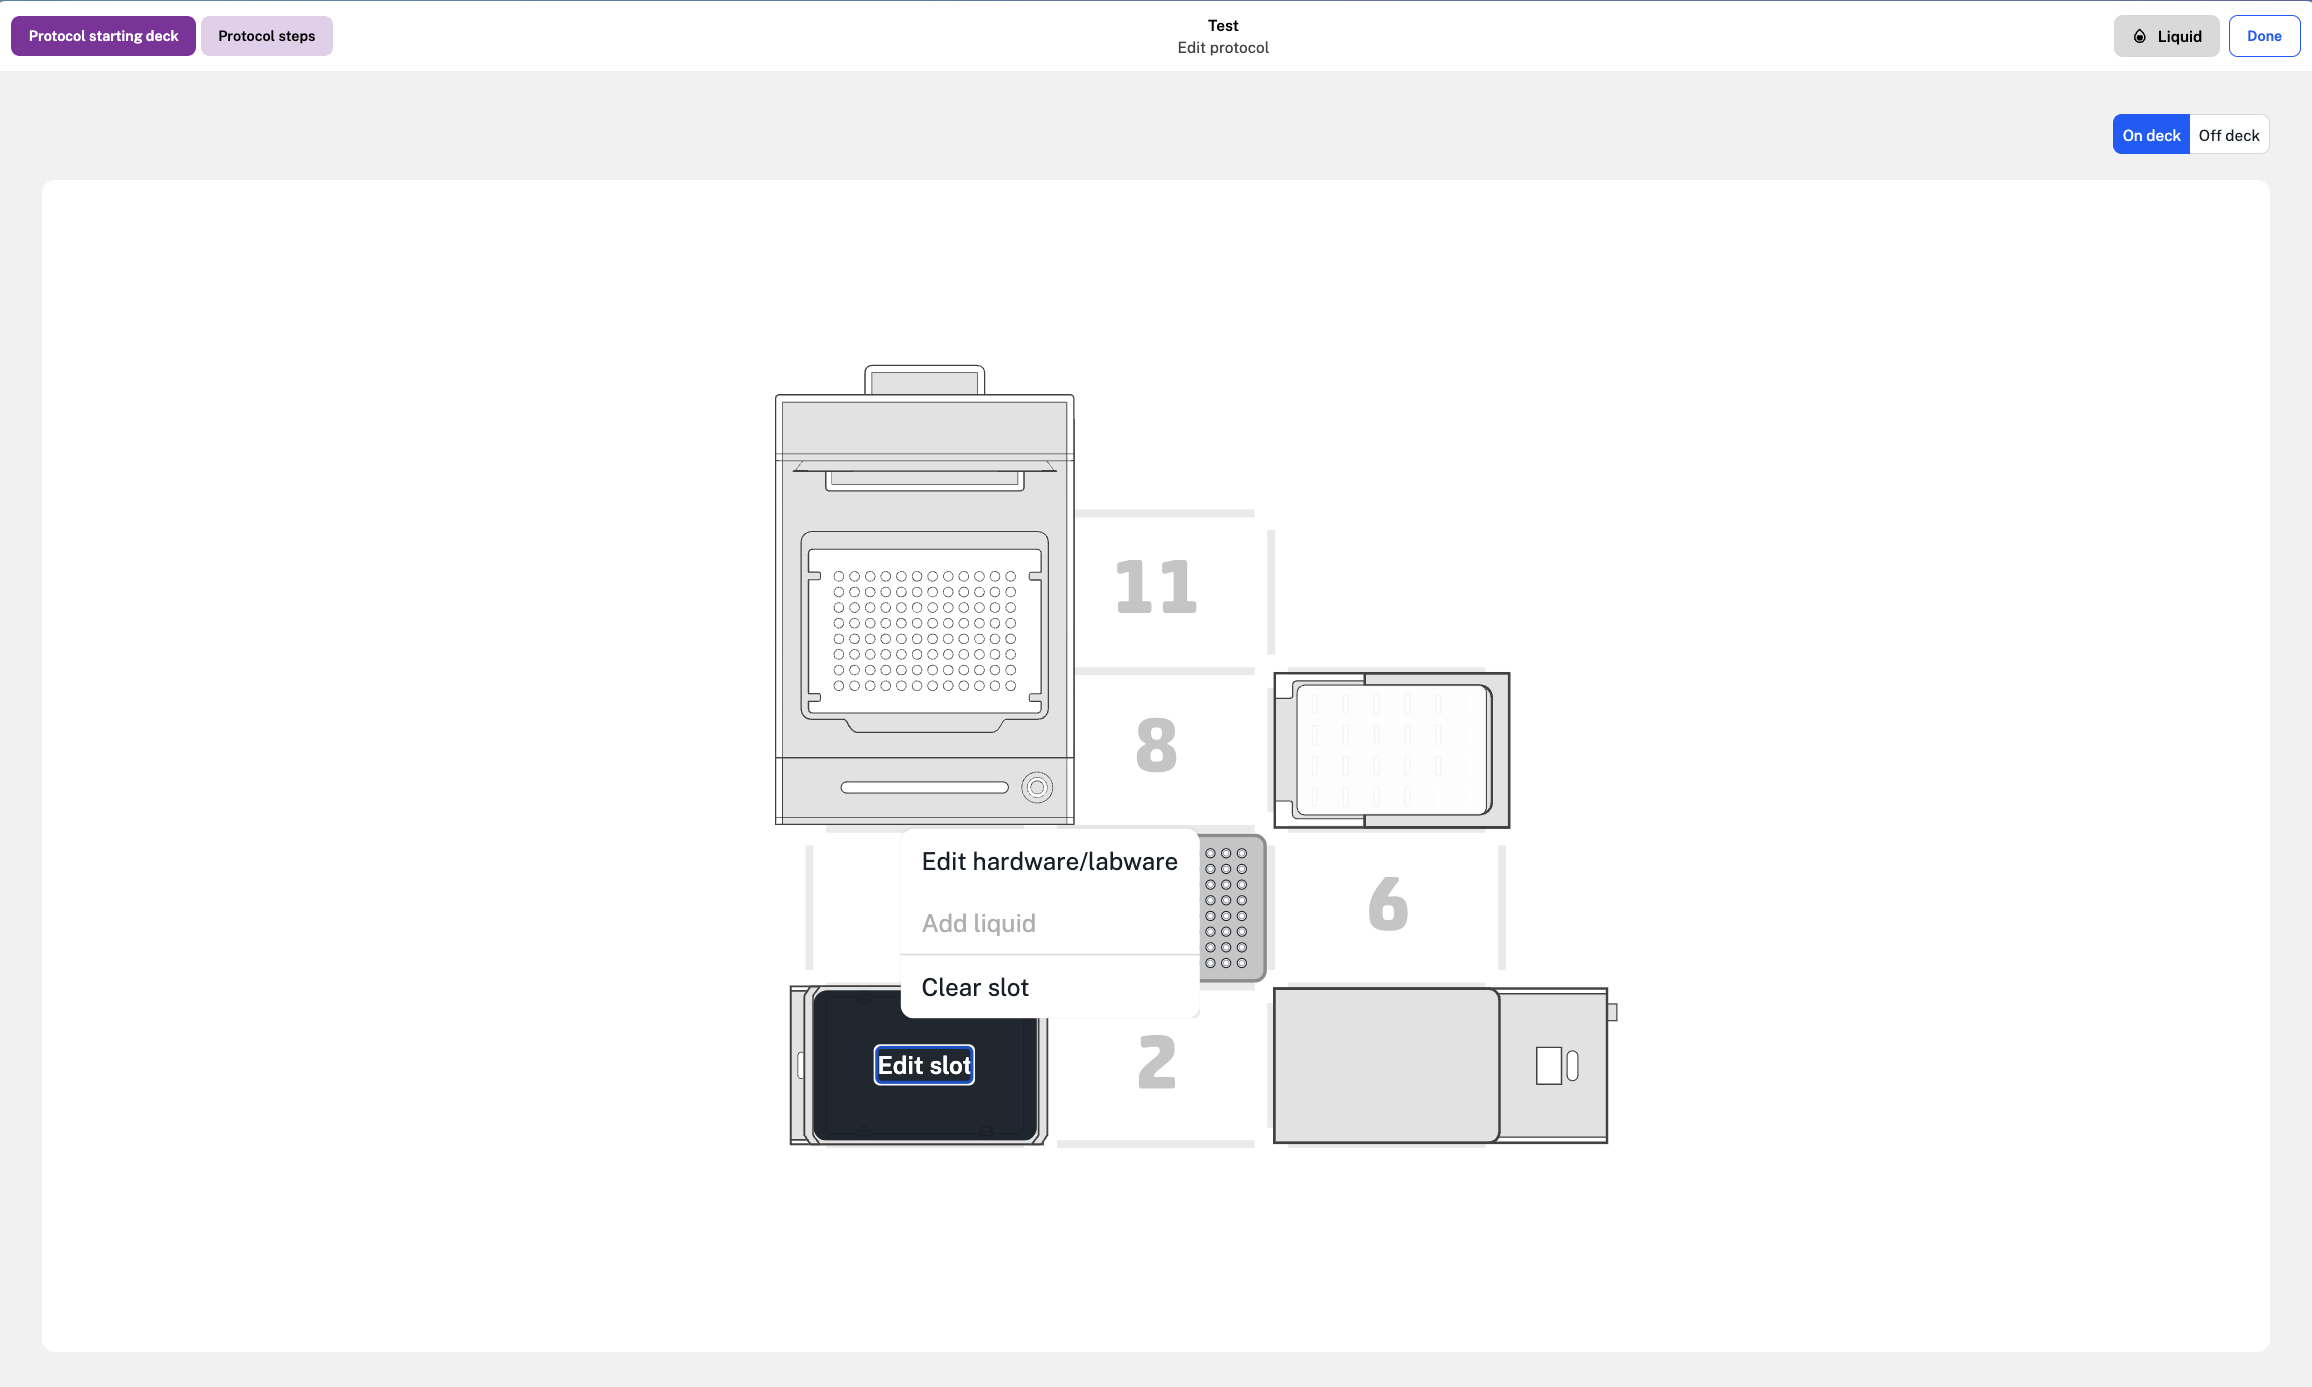 Protocol starting deck
Protocol steps
Test
Edit protocol
Liquid
Done
On deck
Off deck
11
8
Edit hardware/labware
Add liquid
Clear slot
6
Edit slot
2